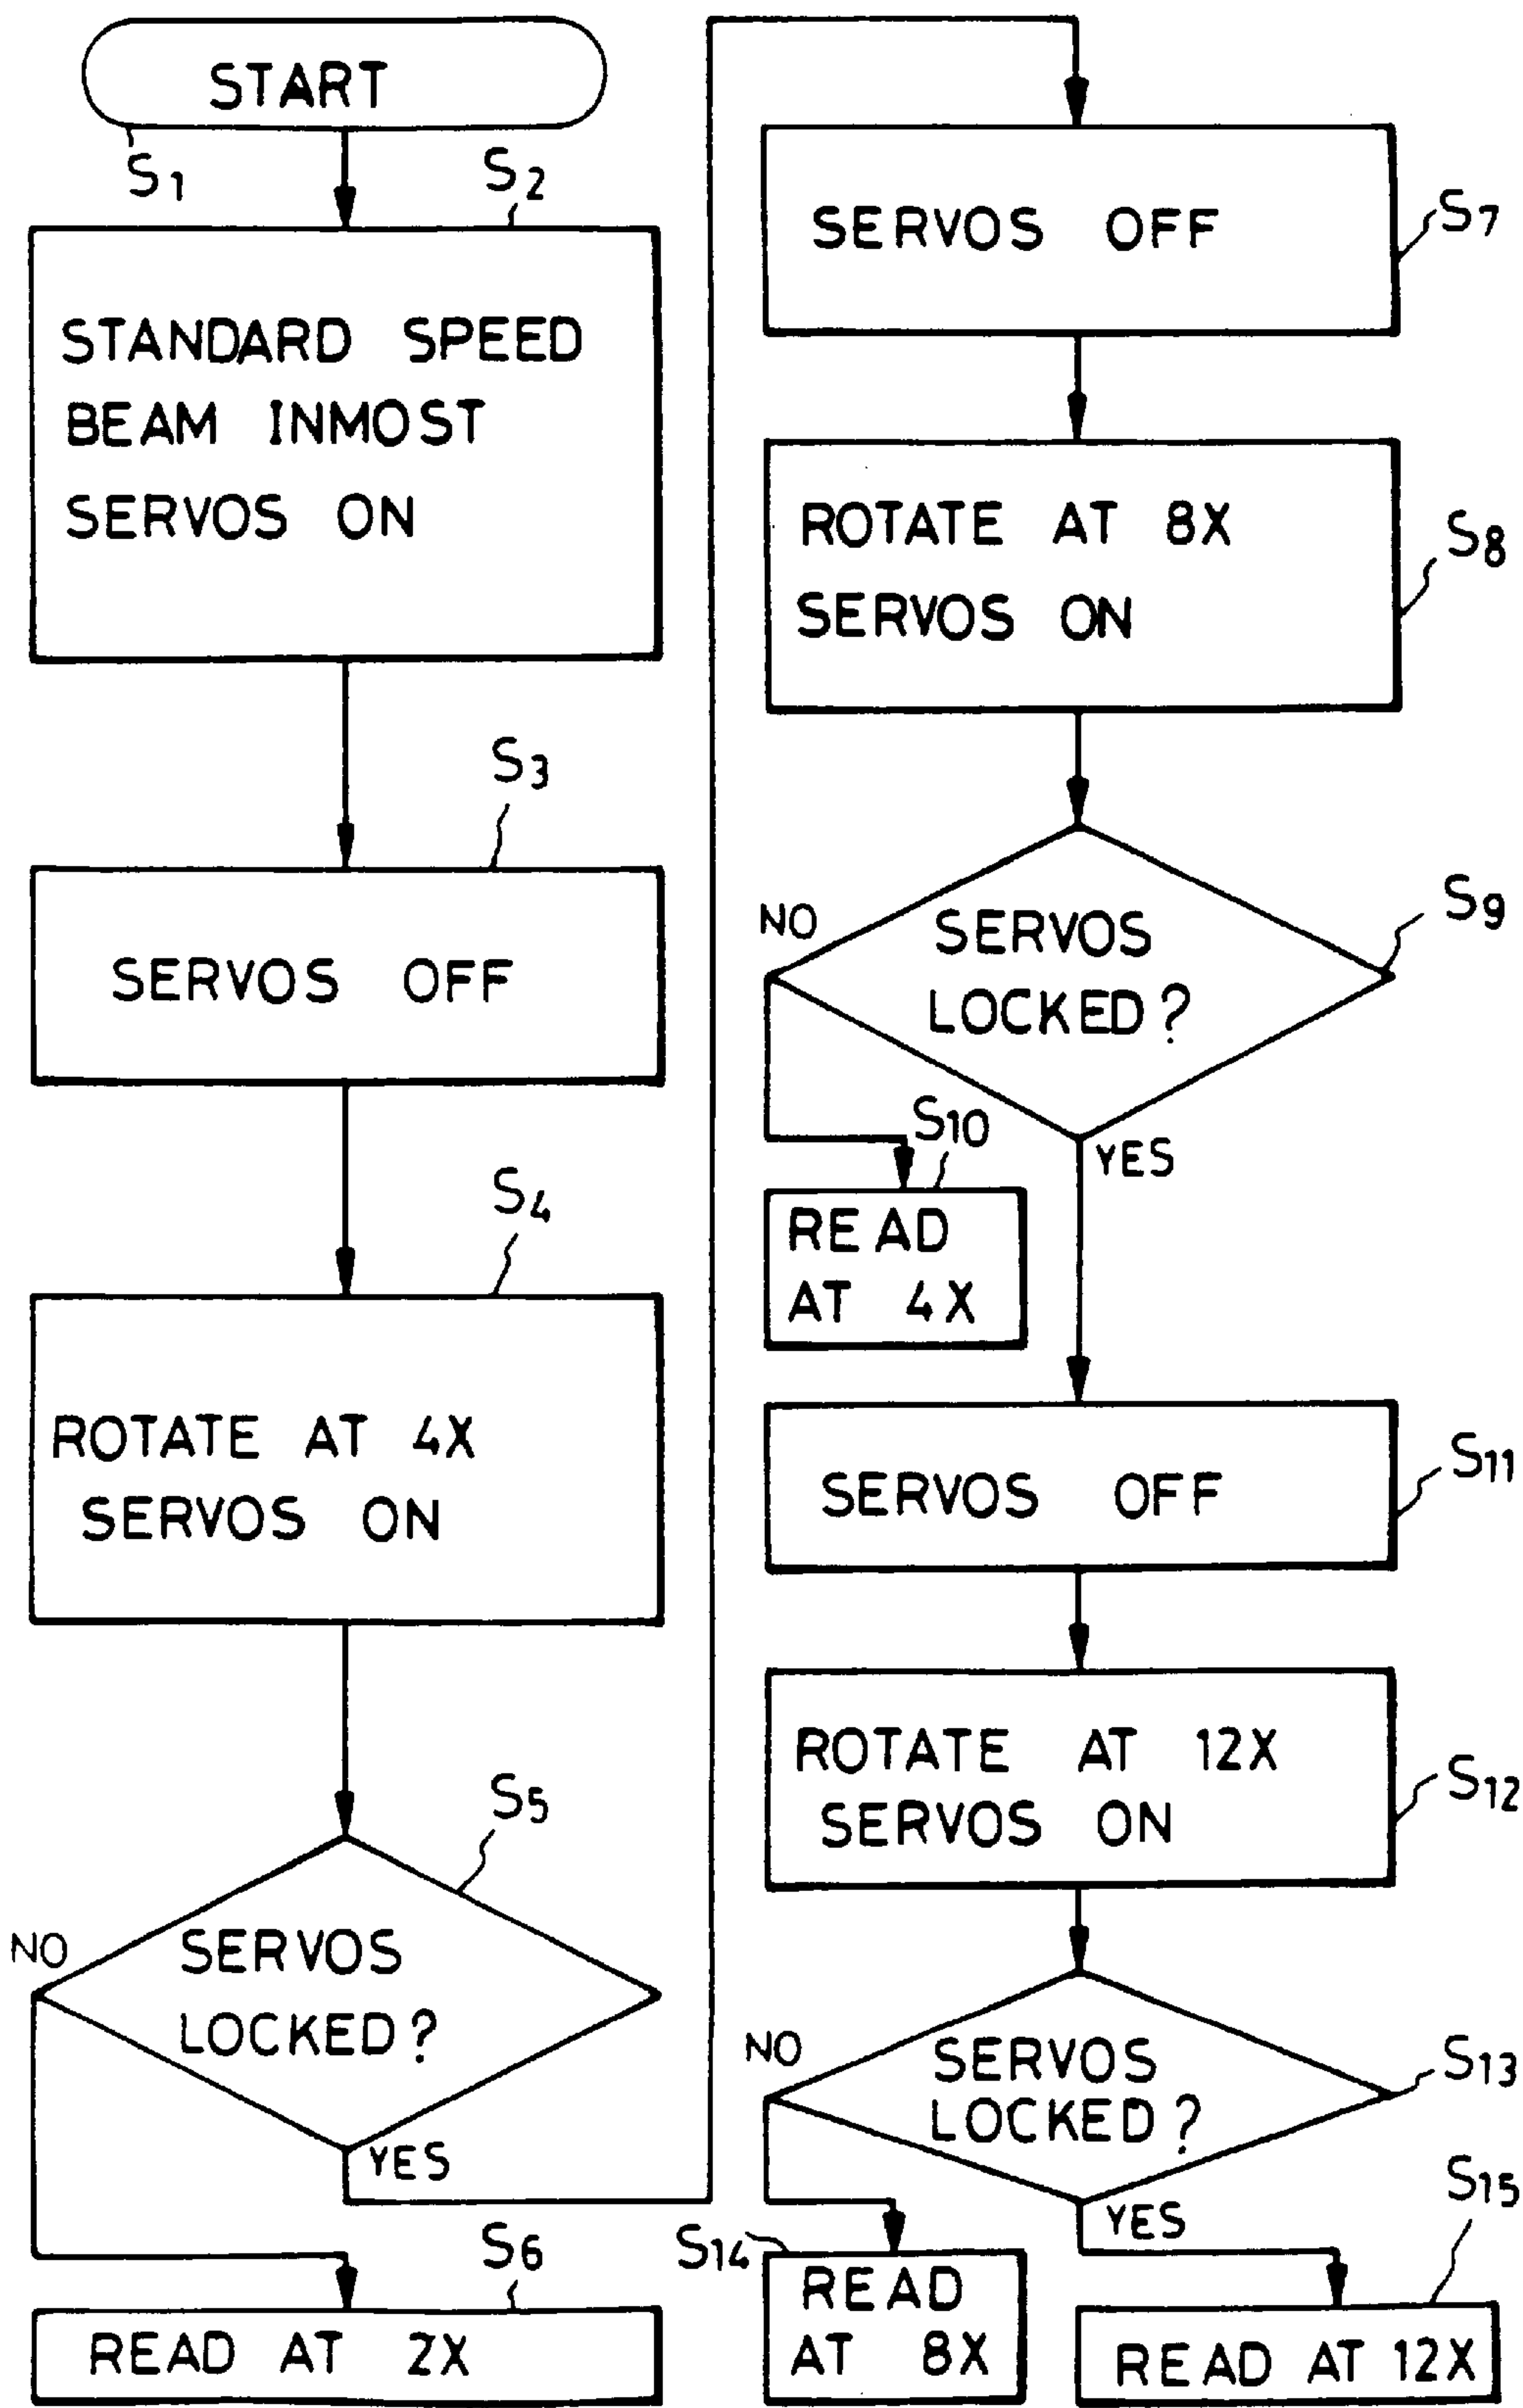 START
S1
S2
STANDARD SPEED
BEAM INMOST
SERVOS ON
S3
SERVOS OFF
S4
ROTATE AT 4X
SERVOS ON
S5
NO
SERVOS
LOCKED?
YES
S6
READ AT 2X
S7
SERVOS OFF
S8
ROTATE AT 8X
SERVOS ON
S9
NO
SERVOS
LOCKED?
YES
S10
READ
AT 4X
S11
SERVOS OFF
S12
ROTATE AT 12X
SERVOS ON
S13
NO
SERVOS
LOCKED?
YES
S14
READ
AT 8X
S15
READ AT 12X